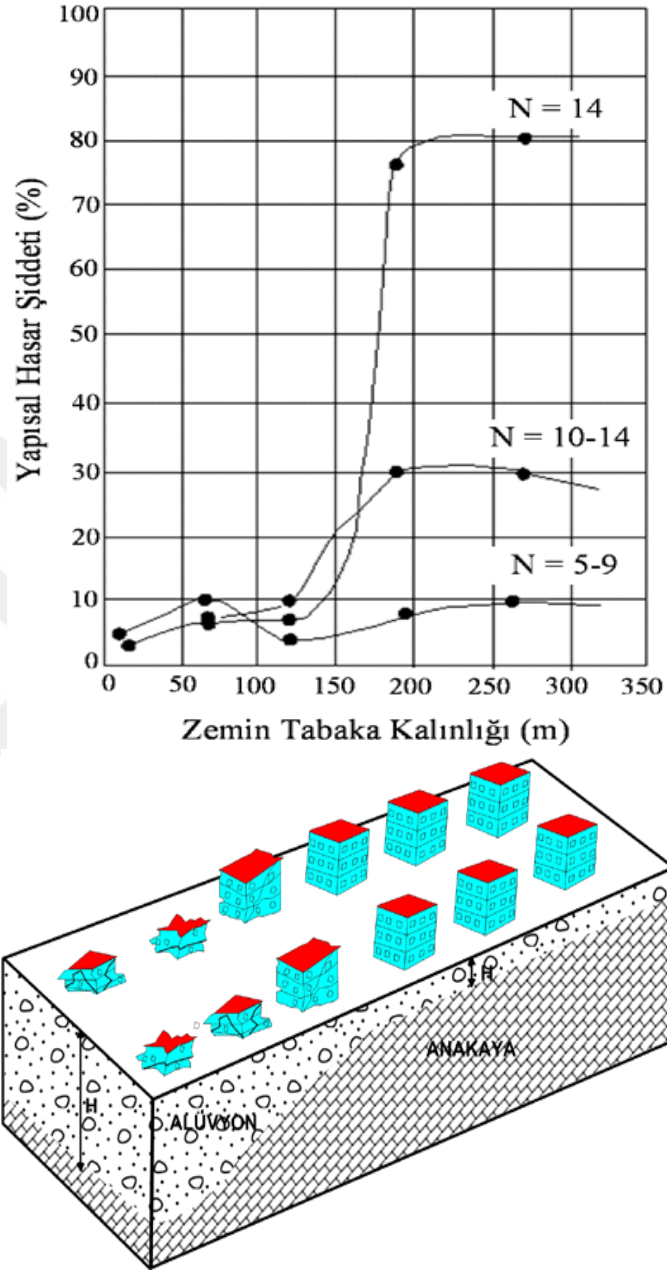 100
90
N = 14
80
70
60
50
40
N = 10-14
30
20
N = 5-9
10
0
Yapısal Hasar Şiddeti (%)
0 50 100 150 200 250 300 350
Zemin Tabaka Kalınlığı (m)
H
ANAKAYA
H
ALÜVYON